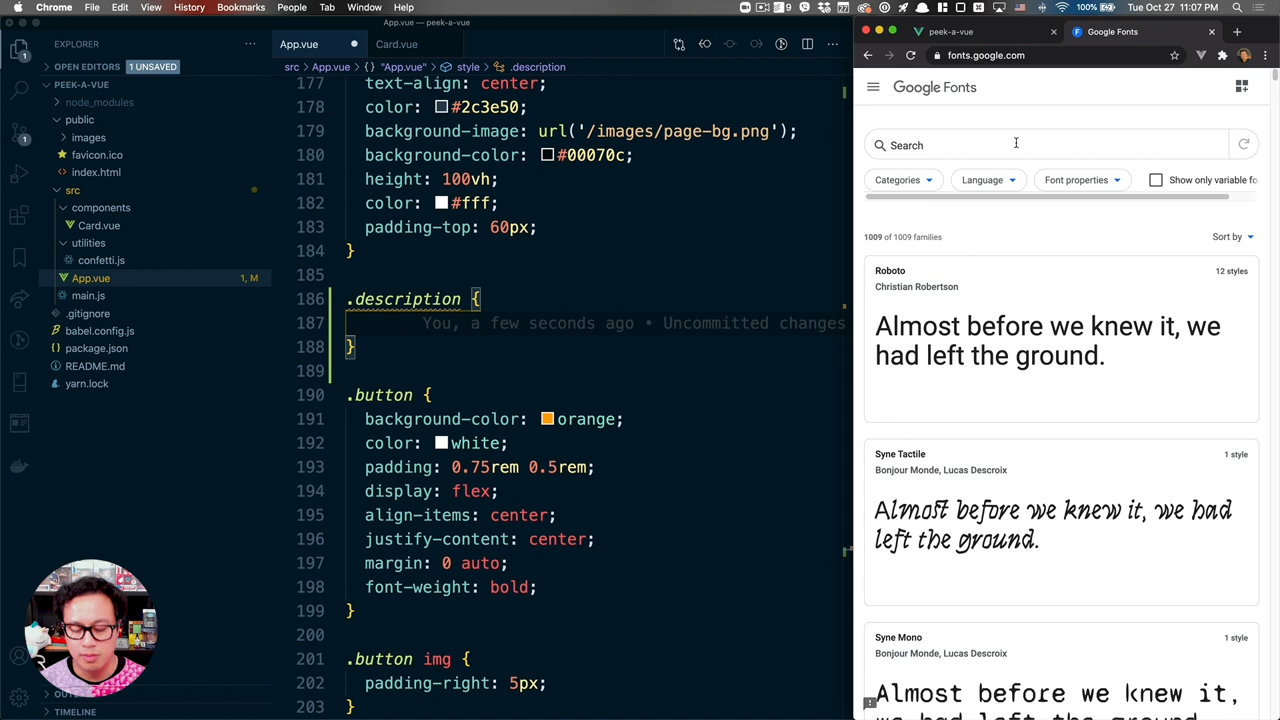 Chrome File Edit View History Bookmarks People Tab Window Help
9 100% Tue Oct 27 11:07 PM
App.vue — peek-a-vue
EXPLORER
OPEN EDITORS 1 UNSAVED
PEEK-A-VUE
node_modules
public
images
favicon.ico
index.html
src
components
Card.vue
utilities
confetti.js
App.vue 1, M
main.js
.gitignore
babel.config.js
package.json
README.md
yarn.lock
TIMELINE
1
1
App.vue Card.vue
src > App.vue > {} "App.vue" > style > .description
177 text-align: center;
178 color: #2c3e50;
179 background-image: url('/images/page-bg.png');
180 background-color: #00070c;
181 height: 100vh;
182 color: #fff;
183 padding-top: 60px;
184 }
185
186 .description {
187 You, a few seconds ago • Uncommitted changes
188 }
189
190 .button {
191 background-color: orange;
192 color: white;
193 padding: 0.75rem 0.5rem;
194 display: flex;
195 align-items: center;
196 justify-content: center;
197 margin: 0 auto;
198 font-weight: bold;
199 }
200
201 .button img {
202 padding-right: 5px;
203 }
peek-a-vue Google Fonts
fonts.google.com
Google Fonts
Search
Categories Language Font properties Show only variable fo
1009 of 1009 families Sort by
Roboto 12 styles
Christian Robertson
Almost before we knew it, we
had left the ground.
Syne Tactile 1 style
Bonjour Monde, Lucas Descroix
Almost before we knew it, we had
left the ground.
Syne Mono 1 style
Bonjour Monde, Lucas Descroix
Almost before we knew it,
we had left the ground